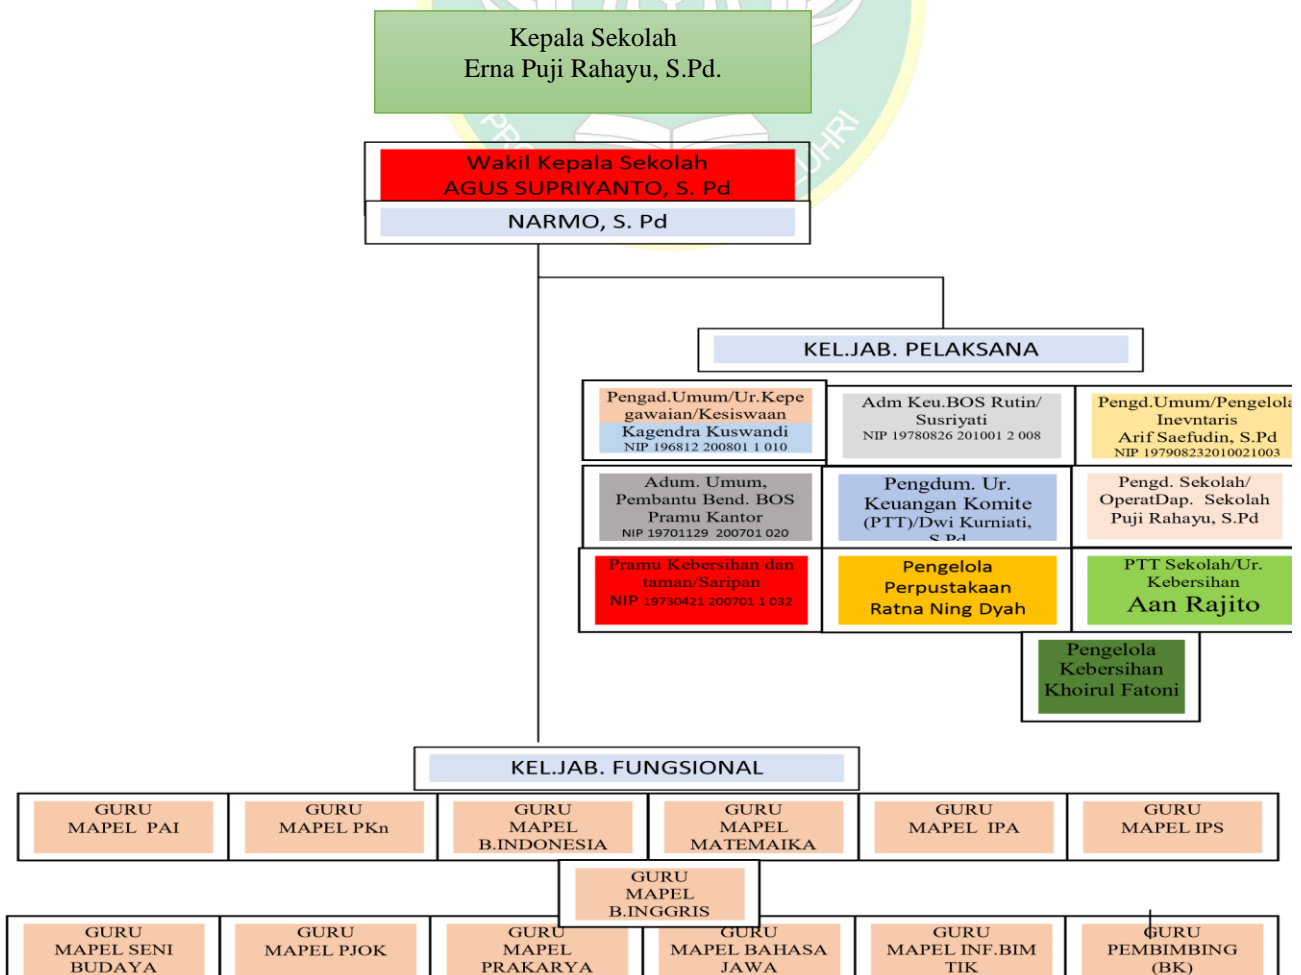 Kepala Sekolah
Erna Puji Rahayu, S.Pd.
Wakil Kepala Sekolah
AGUS SUPRIYANTO, S. Pd
NARMO, S. Pd
KEL.JAB. PELAKSANA
Pengad.Umum/Ur.Kepe
gawaian/Kesiswaan
Kagendra Kuswandi
NIP 196812 200801 1 010
Adm Keu.BOS Rutin/
Susriyati
NIP 19780826 201001 2 008
Pengd.Umum/Pengelola
Inevntaris
Arif Saefudin, S.Pd
NIP 197908232010021003
Adum. Umum,
Pembantu Bend. BOS
Pramu Kantor
NIP 19701129 200701 020
Pengdum. Ur.
Keuangan Komite
(PTT)/Dwi Kurniati,
S.Pd
Pengd. Sekolah/
OperatDap. Sekolah
Puji Rahayu, S.Pd
Pramu Kebersihan dan
taman/Saripan
NIP 19730421 200701 1 032
Pengelola
Perpustakaan
Ratna Ning Dyah
PTT Sekolah/Ur.
Kebersihan
Aan Rajito
Pengelola
Kebersihan
Khoirul Fatoni
KEL.JAB. FUNGSIONAL
GURU
MAPEL PAI
GURU
MAPEL PKn
GURU
MAPEL
B.INDONESIA
GURU
MAPEL
MATEMAIKA
GURU
MAPEL IPA
GURU
MAPEL IPS
GURU
MAPEL
B.INGGRIS
GURU
MAPEL SENI
BUDAYA
GURU
MAPEL PJOK
GURU
MAPEL
PRAKARYA
GURU
MAPEL BAHASA
JAWA
GURU
MAPEL INF.BIM
TIK
GURU
PEMBIMBING
(BK)